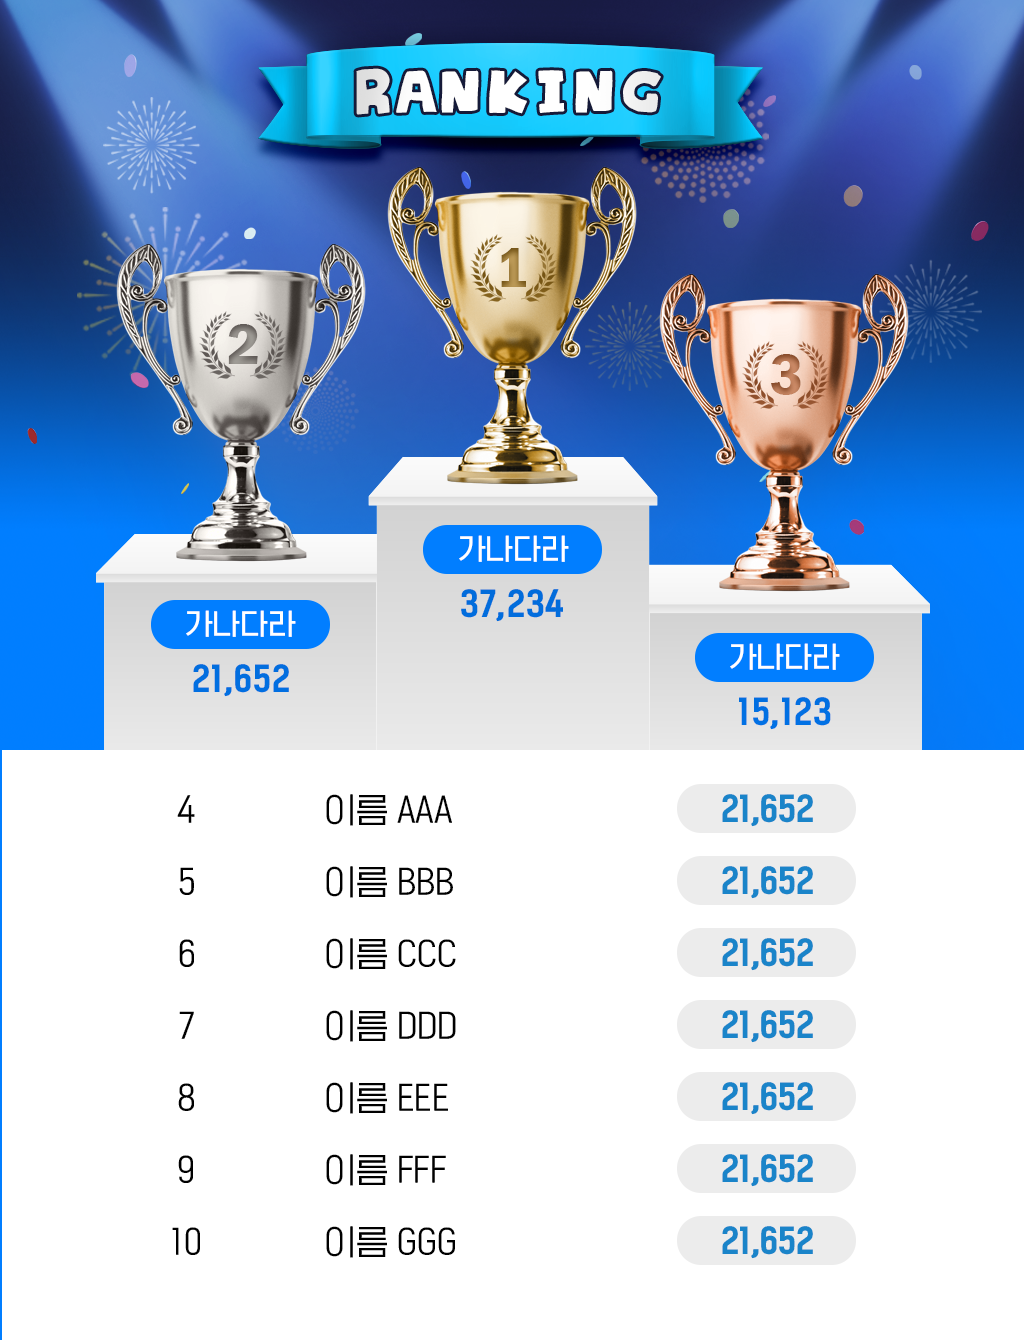 RANKING
1
2
3
가나다라
37,234
가나다라
21,652
가나다라
15,123
4 이름 AAA 21,652
5 이름 BBB 21,652
6 이름 CCC 21,652
7 이름 DDD 21,652
8 이름 EEE 21,652
9 이름 FFF 21,652
10 이름 GGG 21,652